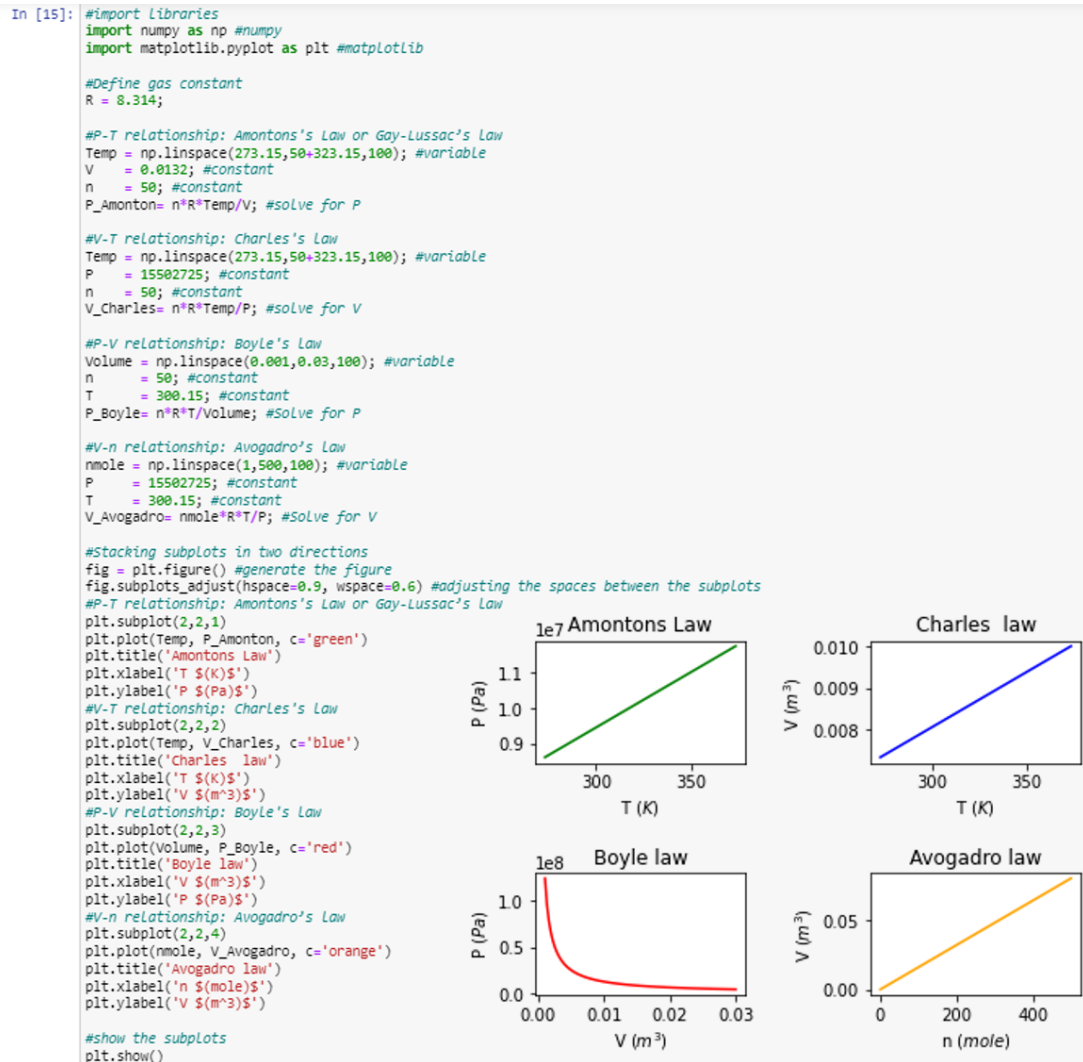 In [15]:
#import libraries
import numpy as np #numpy
import matplotlib.pyplot as plt #matplotlib
#Define gas constant
R = 8.314;
#P-T relationship: Amontons's Law or Gay-Lussac's law
Temp = np.linspace(273.15,50+323.15,100); #variable
V    = 0.0132; #constant
n    = 50; #constant
P_Amonton= n*R*Temp/V; #solve for P
#V-T relationship: Charles's law
Temp = np.linspace(273.15,50+323.15,100); #variable
P    = 15502725; #constant
n    = 50; #constant
V_Charles= n*R*Temp/P; #solve for V
#P-V relationship: Boyle's law
Volume = np.linspace(0.001,0.03,100); #variable
n      = 50; #constant
T      = 300.15; #constant
P_Boyle= n*R*T/Volume; #Solve for P
#V-n relationship: Avogadro’s law
nmole = np.linspace(1,500,100); #variable
P     = 15502725; #constant
T     = 300.15; #constant
V_Avogadro= nmole*R*T/P; #Solve for V
#Stacking subplots in two directions
fig = plt.figure() #generate the figure
fig.subplots_adjust(hspace=0.9, wspace=0.6) #adjusting the spaces between the subplots
#P-T relationship: Amontons's Law or Gay-Lussac's law
plt.subplot(2,2,1)
plt.plot(Temp, P_Amonton, c='green')
plt.title('Amontons Law')
plt.xlabel('T $(K)$')
plt.ylabel('P $(Pa)$')
#V-T relationship: Charles's law
plt.subplot(2,2,2)
plt.plot(Temp, V_Charles, c='blue')
plt.title('Charles  law')
plt.xlabel('T $(K)$')
plt.ylabel('V $(m^3)$')
#P-V relationship: Boyle's law
plt.subplot(2,2,3)
plt.plot(Volume, P_Boyle, c='red')
plt.title('Boyle law')
plt.xlabel('V $(m^3)$')
plt.ylabel('P $(Pa)$')
#V-n relationship: Avogadro’s law
plt.subplot(2,2,4)
plt.plot(nmole, V_Avogadro, c='orange')
plt.title('Avogadro law')
plt.xlabel('n $(mole)$')
plt.ylabel('V $(m^3)$')
#show the subplots
plt.show()
1e7 Amontons Law
P (Pa)
1.1
1.0
0.9
300 350
T (K)
Charles  law
V (m³)
0.010
0.009
0.008
300 350
T (K)
1e8 Boyle law
P (Pa)
1.0
0.5
0.0
0.00 0.01 0.02 0.03
V (m³)
Avogadro law
V (m³)
0.05
0.00
0 200 400
n (mole)